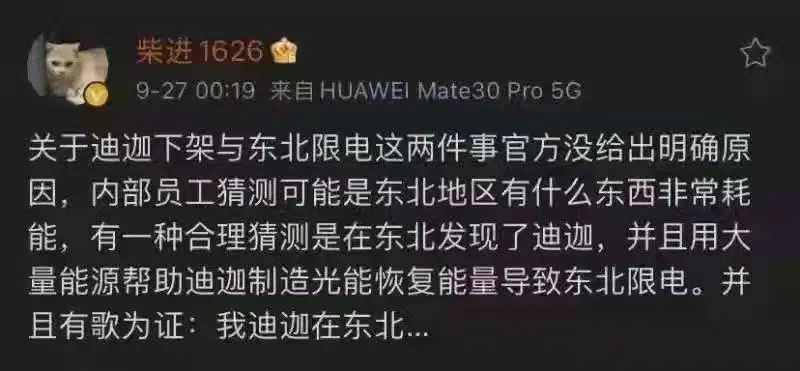 柴进1626
9-27 00:19 来自HUAWEI Mate30 Pro 5G
关于迪迦下架与东北限电这两件事官方没给出明确原
因，内部员工猜测可能是东北地区有什么东西非常耗
能，有一种合理猜测是在东北发现了迪迦，并且用大
量能源帮助迪迦制造光能恢复能量导致东北限电。并
且有歌为证：我迪迦在东北...